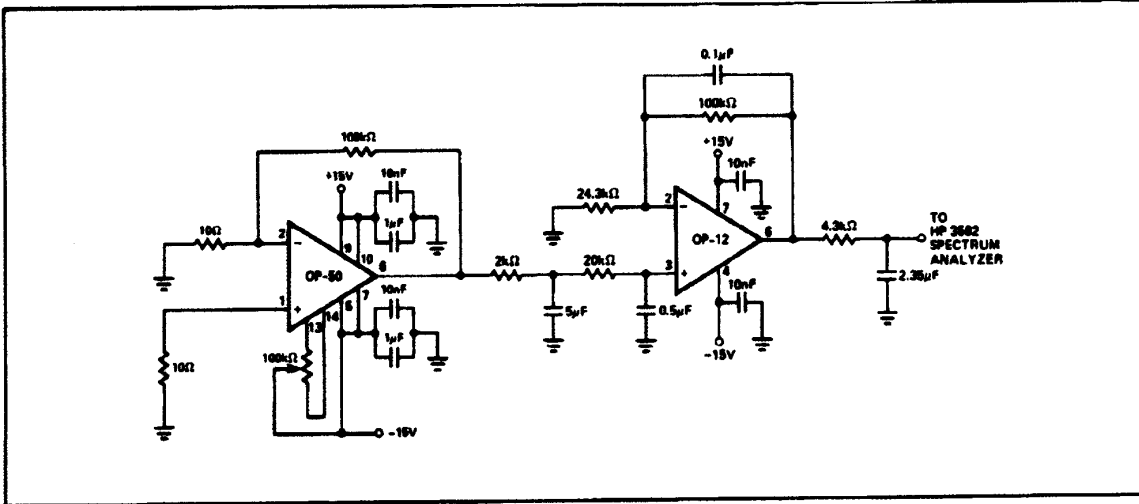 0.1μF
100kΩ
100kΩ
+15V
10nF
1μF
+15V
10nF
10Ω
2
−
9
10
OP-50
6
1
+
13
14
5
7
10nF
1μF
100kΩ
10Ω
−15V
2kΩ
20kΩ
5μF
0.5μF
24.3kΩ
2
−
7
OP-12
6
3
+
4
10nF
−15V
4.3kΩ
2.35μF
TO
HP 3582
SPECTRUM
ANALYZER